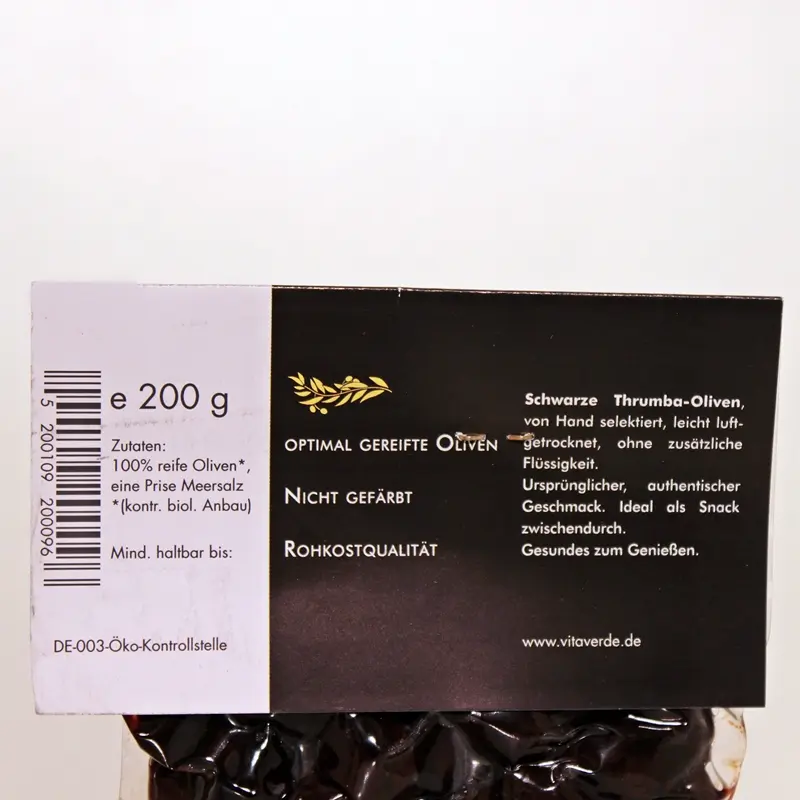 5 200109 200096
e 200 g
Zutaten:
100% reife Oliven*,
eine Prise Meersalz
*(kontr. biol. Anbau)
Mind. haltbar bis:
DE-003-Öko-Kontrollstelle
OPTIMAL GEREIFTE OLIVEN
NICHT GEFÄRBT
ROHKOSTQUALITÄT
Schwarze Thrumba-Oliven,
von Hand selektiert, leicht luft-
getrocknet, ohne zusätzliche
Flüssigkeit.
Ursprünglicher, authentischer
Geschmack. Ideal als Snack
zwischendurch.
Gesundes zum Genießen.
www.vitaverde.de